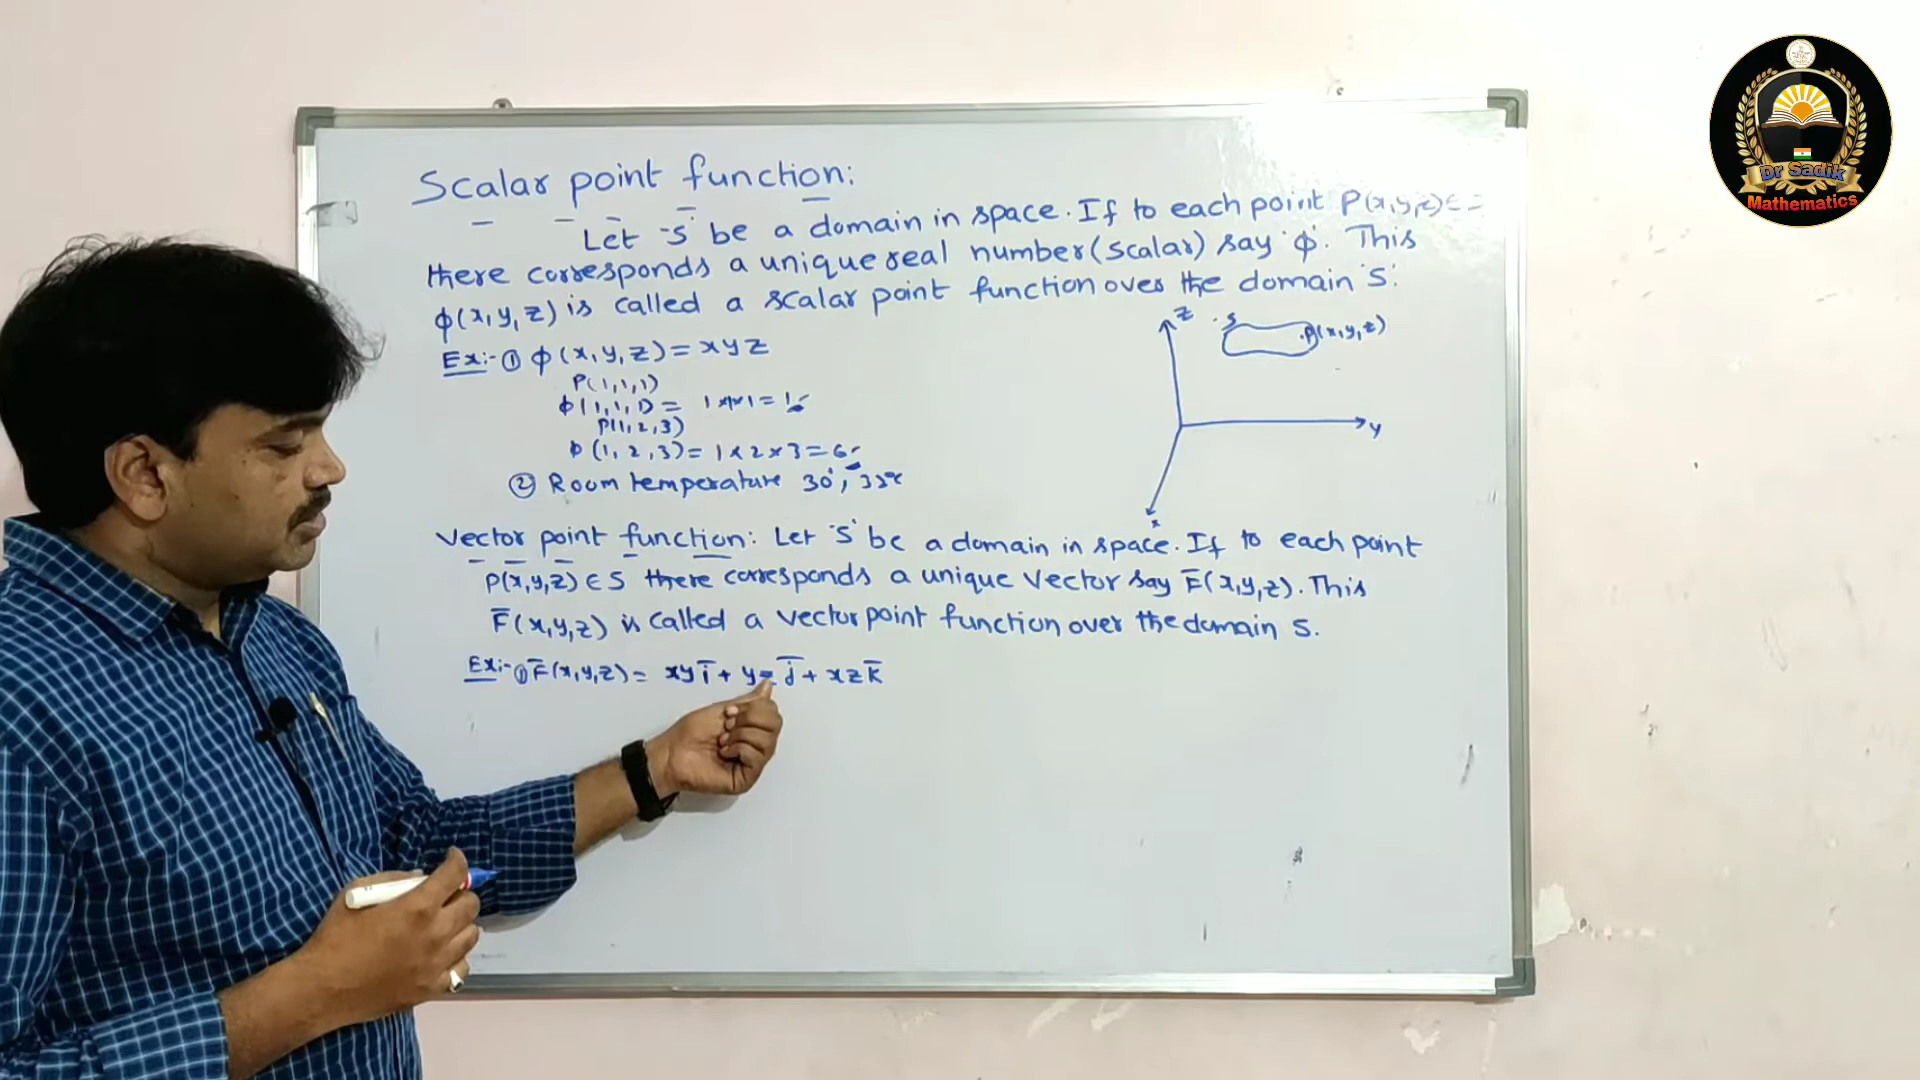 Scalar point function:
Let 'S' be a domain in space. If to each point P(x,y,z)∈
there corresponds a unique real number (scalar) say 'ϕ'. This
ϕ(x,y,z) is called a scalar point function over the domain 'S'.
Ex:- ① ϕ(x,y,z) = xyz
P(1,1,1)
ϕ(1,1,1) = 1×1×1 = 1
P(1,2,3)
ϕ(1,2,3) = 1×2×3 = 6
② Room temperature 30°,
z
S
P(x,y,z)
y
x
Vector point function: Let 'S' be a domain in space. If to each point
P(x,y,z) ∈ S there corresponds a unique vector say F̅(x,y,z). This
F̅(x,y,z) is called a vector point function over the domain S.
Ex:- ① F̅(x,y,z) = xy i̅ + yz j̅ + xz k̅
Dr Sadik
Mathematics